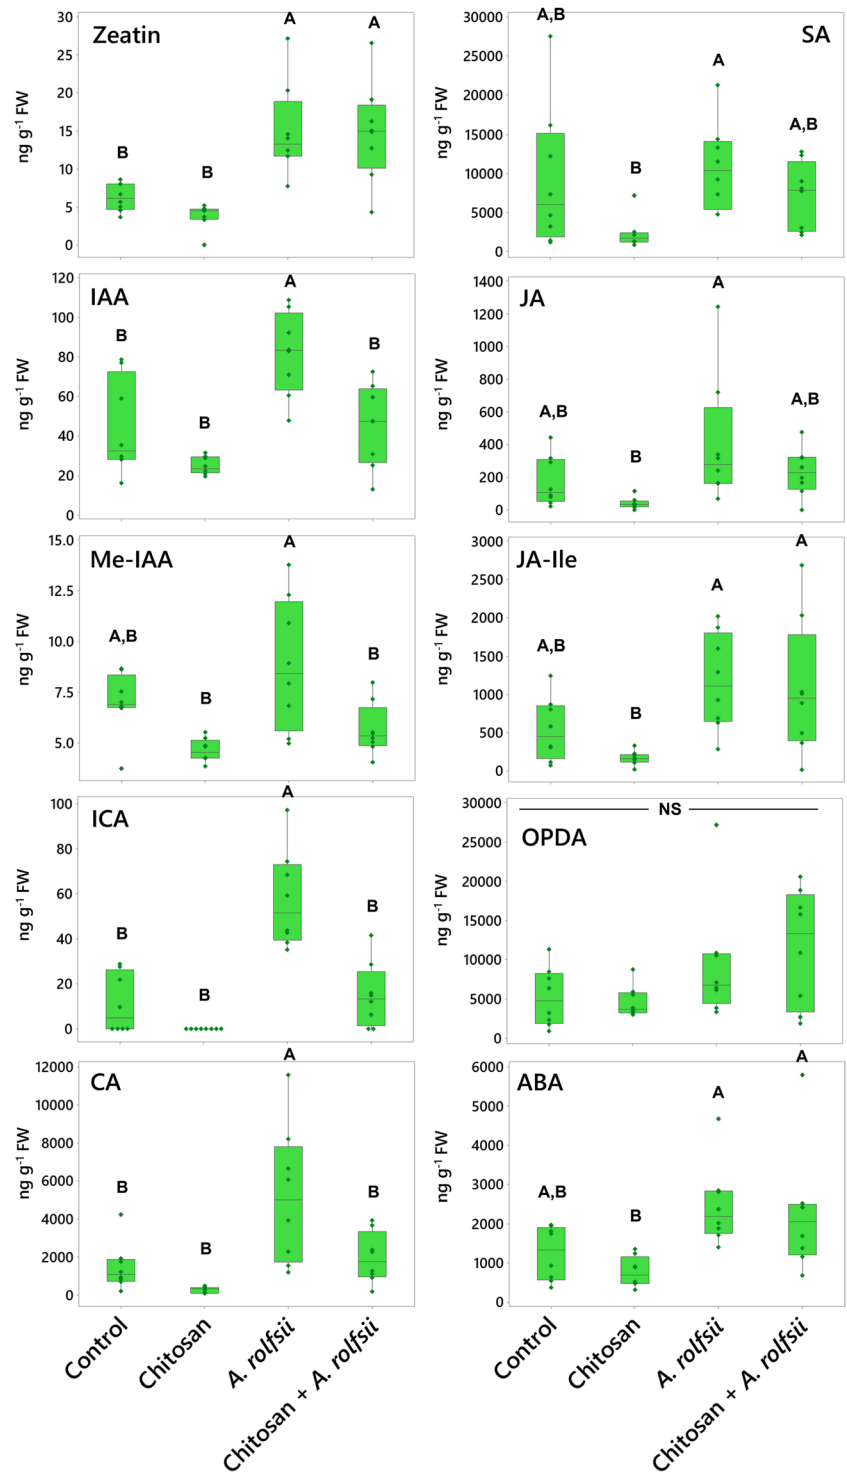 Zeatin
ng g⁻¹ FW
30
25
20
15
10
5
0
B
B
A
A
SA
ng g⁻¹ FW
30000
25000
20000
15000
10000
5000
0
A,B
B
A
A,B
IAA
ng g⁻¹ FW
120
100
80
60
40
20
0
B
B
A
B
JA
ng g⁻¹ FW
1400
1200
1000
800
600
400
200
0
A,B
B
A
A,B
Me-IAA
ng g⁻¹ FW
15.0
12.5
10.0
7.5
5.0
A,B
B
A
B
JA-Ile
ng g⁻¹ FW
3000
2500
2000
1500
1000
500
0
A,B
B
A
A
ICA
ng g⁻¹ FW
100
80
60
40
20
0
B
B
A
B
OPDA
ng g⁻¹ FW
30000
25000
20000
15000
10000
5000
0
NS
CA
ng g⁻¹ FW
12000
10000
8000
6000
4000
2000
0
B
B
A
B
ABA
ng g⁻¹ FW
6000
5000
4000
3000
2000
1000
0
A,B
B
A
A
Control
Chitosan
A. rolfsii
Chitosan + A. rolfsii
Control
Chitosan
A. rolfsii
Chitosan + A. rolfsii